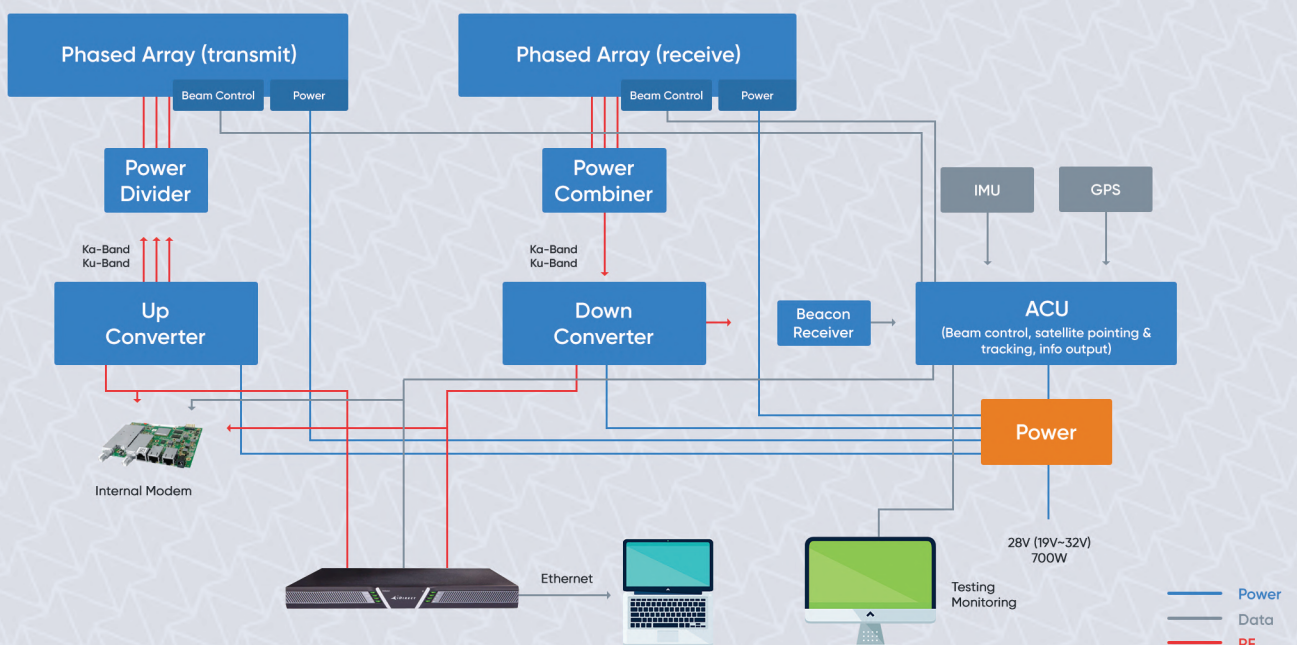 Phased Array (transmit)
Beam Control
Power
Phased Array (receive)
Beam Control
Power
Power
Divider
Power
Combiner
IMU
GPS
Ka-Band
Ku-Band
Ka-Band
Ku-Band
Up
Converter
Down
Converter
Beacon
Receiver
ACU
(Beam control, satellite pointing &
tracking, info output)
Power
Internal Modem
28V (19V~32V)
700W
Ethernet
Testing
Monitoring
iDirect
Power
Data
RF